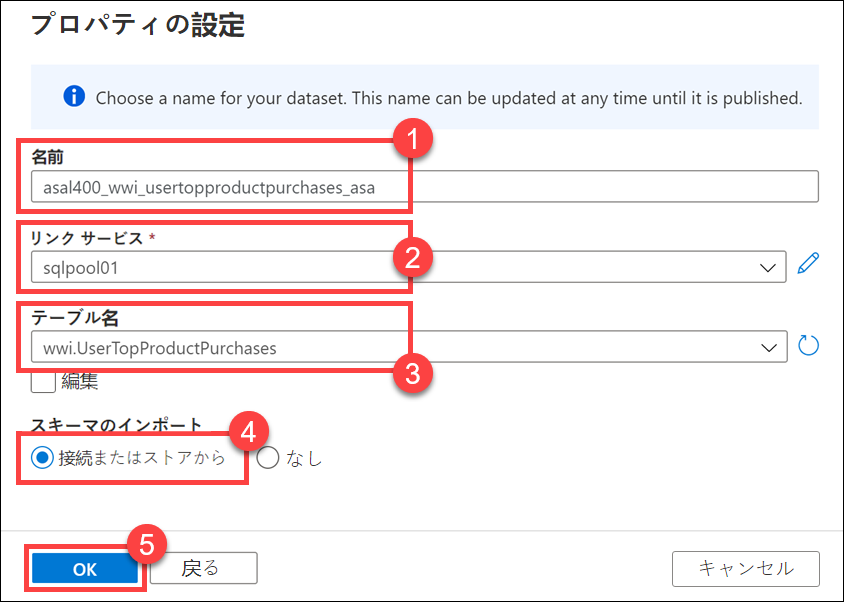 プロパティの設定
Choose a name for your dataset. This name can be updated at any time until it is published.
1
名前
asal400_wwi_usertopproductpurchases_asa
リンク サービス *
2
sqlpool01
テーブル名
wwi.UserTopProductPurchases
3
編集
スキーマのインポート
4
接続またはストアから なし
5
OK 戻る キャンセル